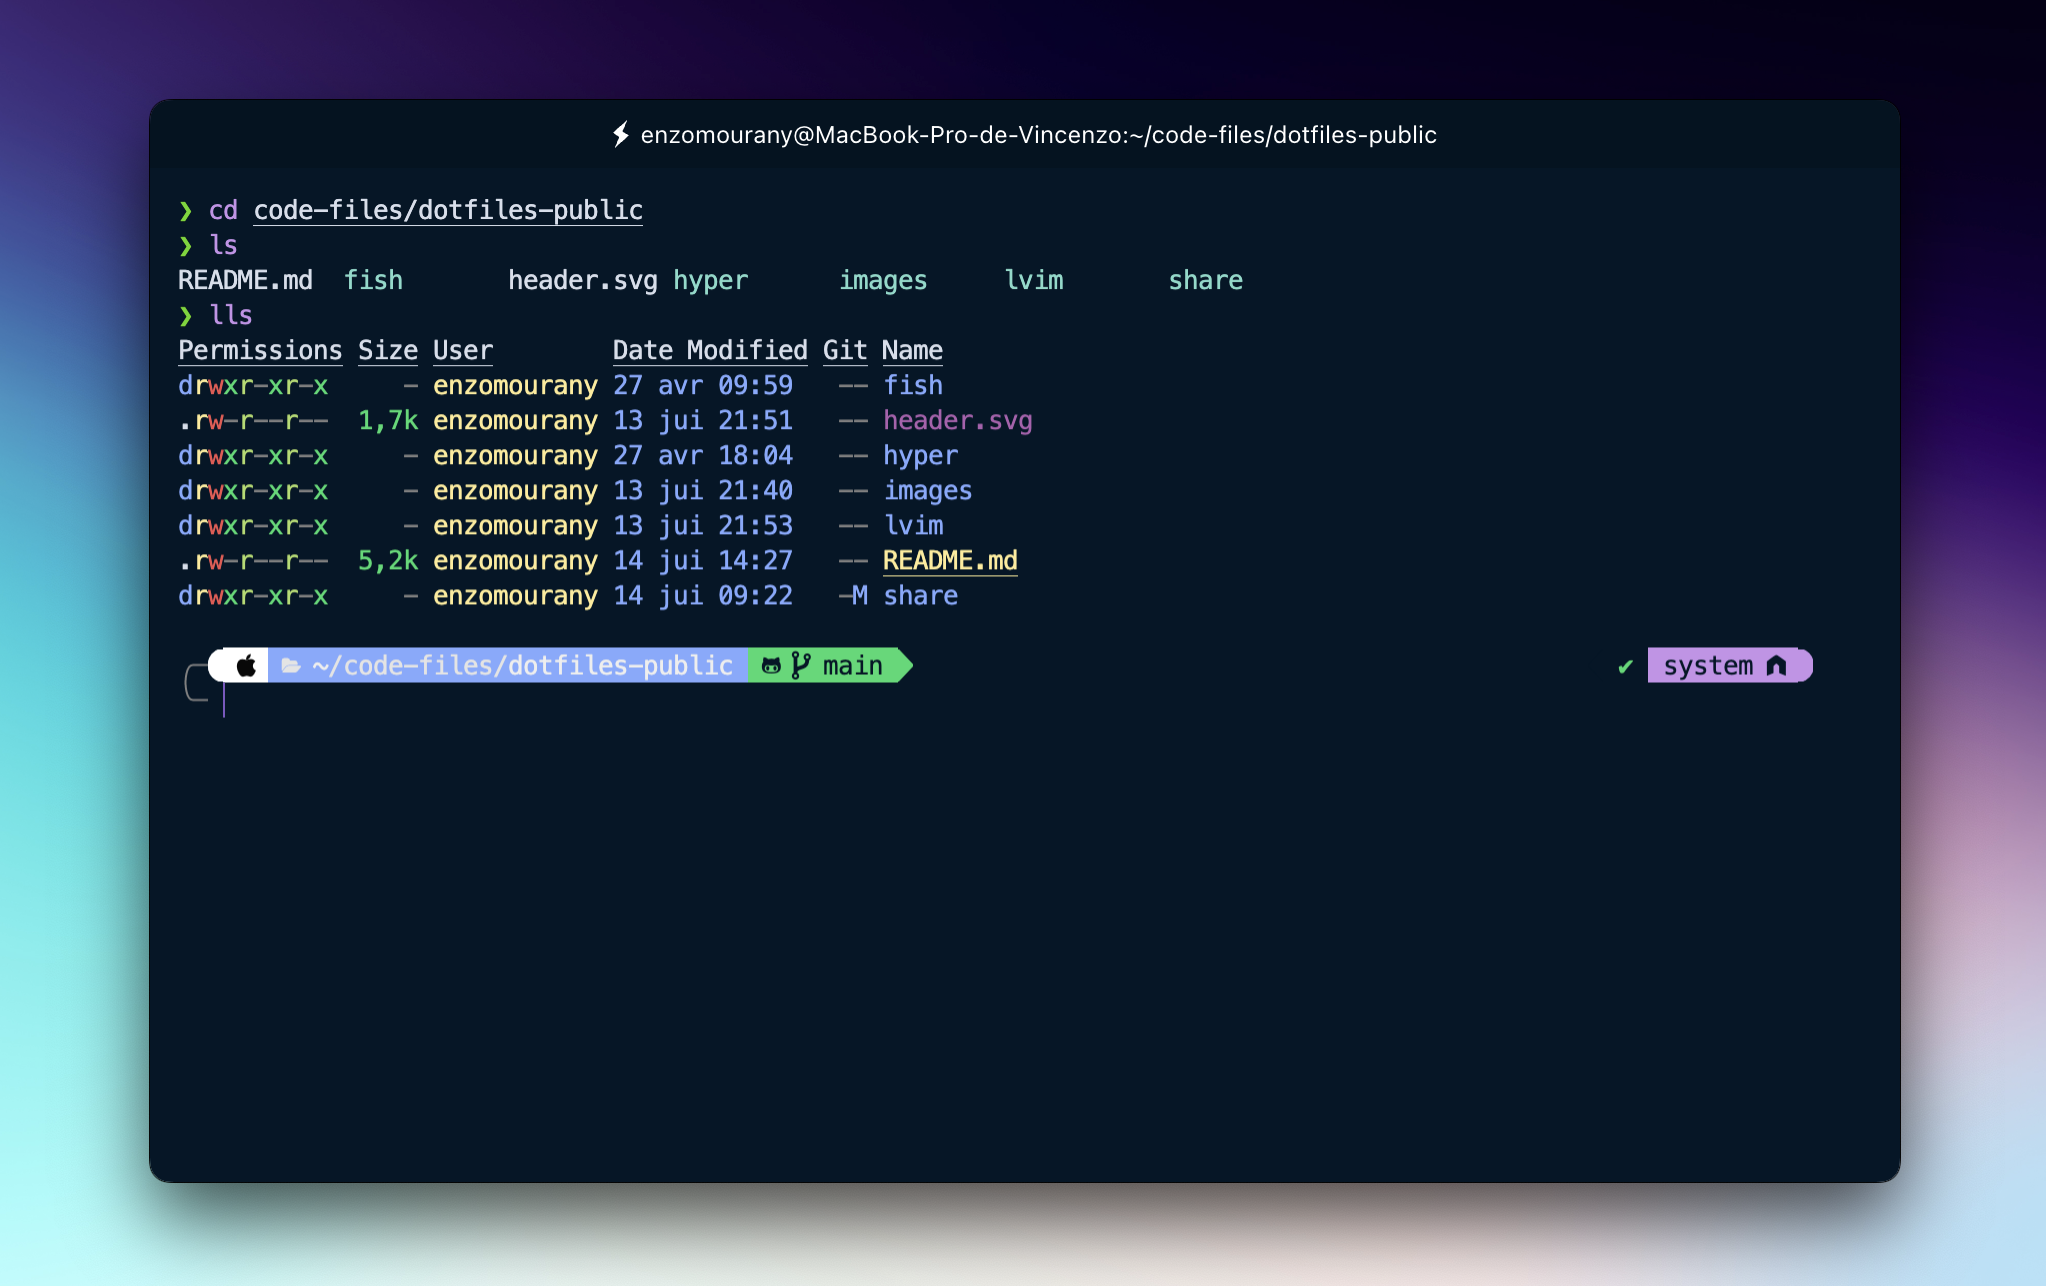 enzomourany@MacBook-Pro-de-Vincenzo:~/code-files/dotfiles-public
❯ cd code-files/dotfiles-public
❯ ls
README.md fish header.svg hyper images lvim share
❯ lls
Permissions Size User Date Modified Git Name
drwxr-xr-x - enzomourany 27 avr 09:59 -- fish
.rw-r--r-- 1,7k enzomourany 13 jui 21:51 -- header.svg
drwxr-xr-x - enzomourany 27 avr 18:04 -- hyper
drwxr-xr-x - enzomourany 13 jui 21:40 -- images
drwxr-xr-x - enzomourany 13 jui 21:53 -- lvim
.rw-r--r-- 5,2k enzomourany 14 jui 14:27 -- README.md
drwxr-xr-x - enzomourany 14 jui 09:22 -M share
~/code-files/dotfiles-public main ✔ system